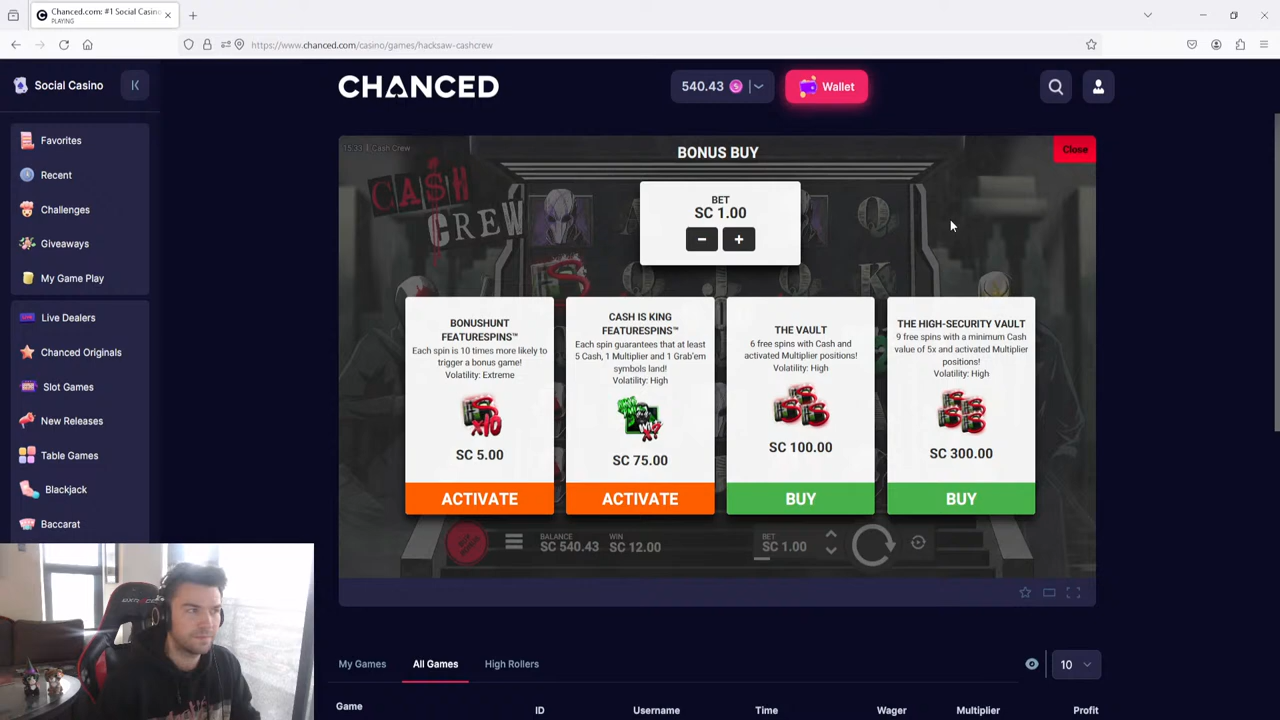 Chanced.com: #1 Social Casin
PLAYING
https://www.chanced.com/casino/games/hacksaw-cashcrew
Social Casino
CHANCED
540.43
Wallet
Favorites
Recent
Challenges
Giveaways
My Game Play
Live Dealers
Chanced Originals
Slot Games
New Releases
Table Games
Blackjack
Baccarat
15:33 | Cash Crew
BONUS BUY
Close
CASH
CREW
BET
SC 1.00
BONUSHUNT
FEATURESPINS™
Each spin is 10 times more likely to
trigger a bonus game!
Volatility: Extreme
X10
SC 5.00
ACTIVATE
CASH IS KING
FEATURESPINS™
Each spin guarantees that at least
5 Cash, 1 Multiplier and 1 Grab'em
symbols land!
Volatility: High
SC 75.00
ACTIVATE
THE VAULT
6 free spins with Cash and
activated Multiplier positions!
Volatility: High
SC 100.00
BUY
THE HIGH-SECURITY VAULT
9 free spins with a minimum Cash
value of 5x and activated Multiplier
positions!
Volatility: High
SC 300.00
BUY
BALANCE
SC 540.43
WIN
SC 12.00
BET
SC 1.00
My Games
All Games
High Rollers
10
Game
ID
Username
Time
Wager
Multiplier
Profit